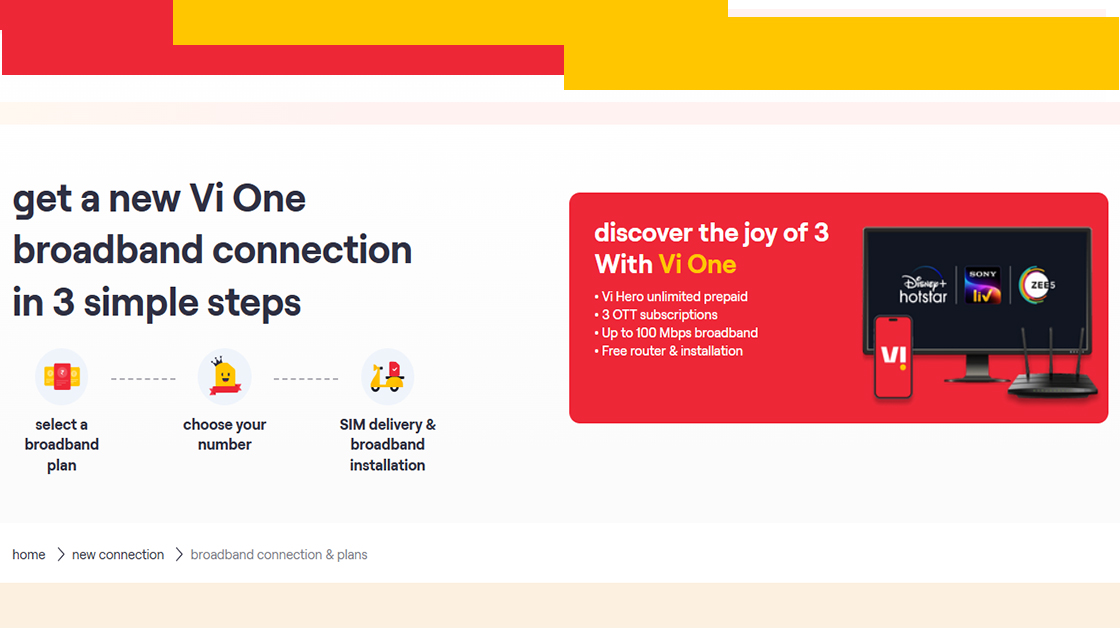 get a new Vi One
broadband connection
in 3 simple steps
select a
broadband
plan
choose your
number
SIM delivery &
broadband
installation
discover the joy of 3
With Vi One
• Vi Hero unlimited prepaid
• 3 OTT subscriptions
• Up to 100 Mbps broadband
• Free router & installation
Disney+
hotstar
SONY
liv
ZEE5
VI
home > new connection > broadband connection & plans